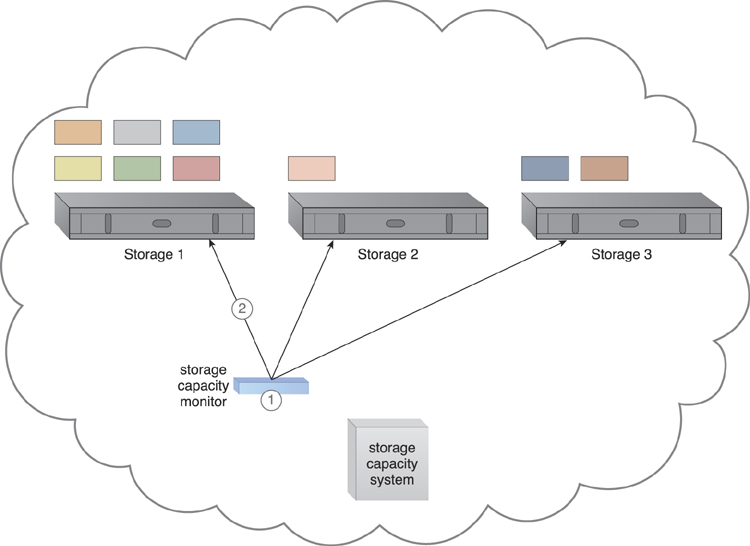 Storage 1
Storage 2
Storage 3
2
storage
capacity
monitor
1
storage
capacity
system